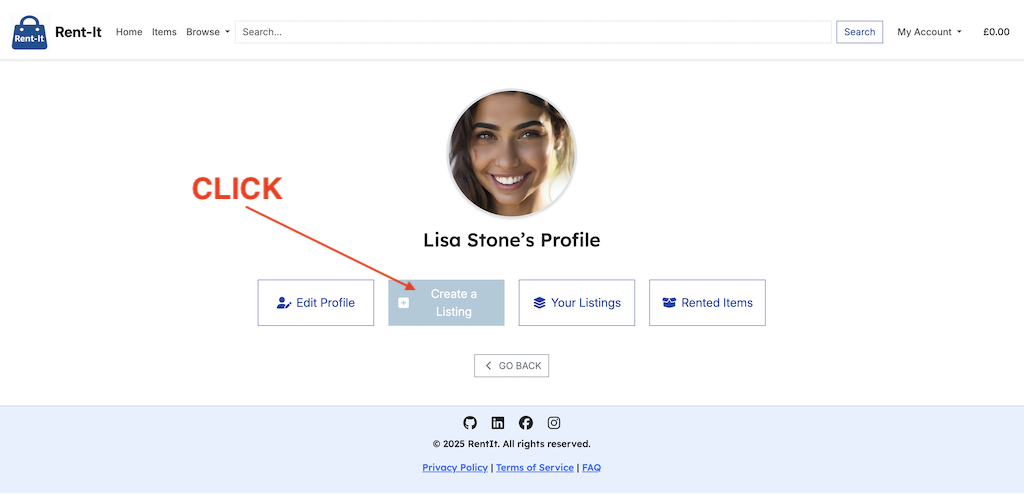 Rent-It Rent-It Home Items Browse Search... Search My Account £0.00
CLICK
Lisa Stone's Profile
Edit Profile
Create a
Listing
Your Listings
Rented Items
GO BACK
© 2025 RentIt. All rights reserved.
Privacy Policy | Terms of Service | FAQ